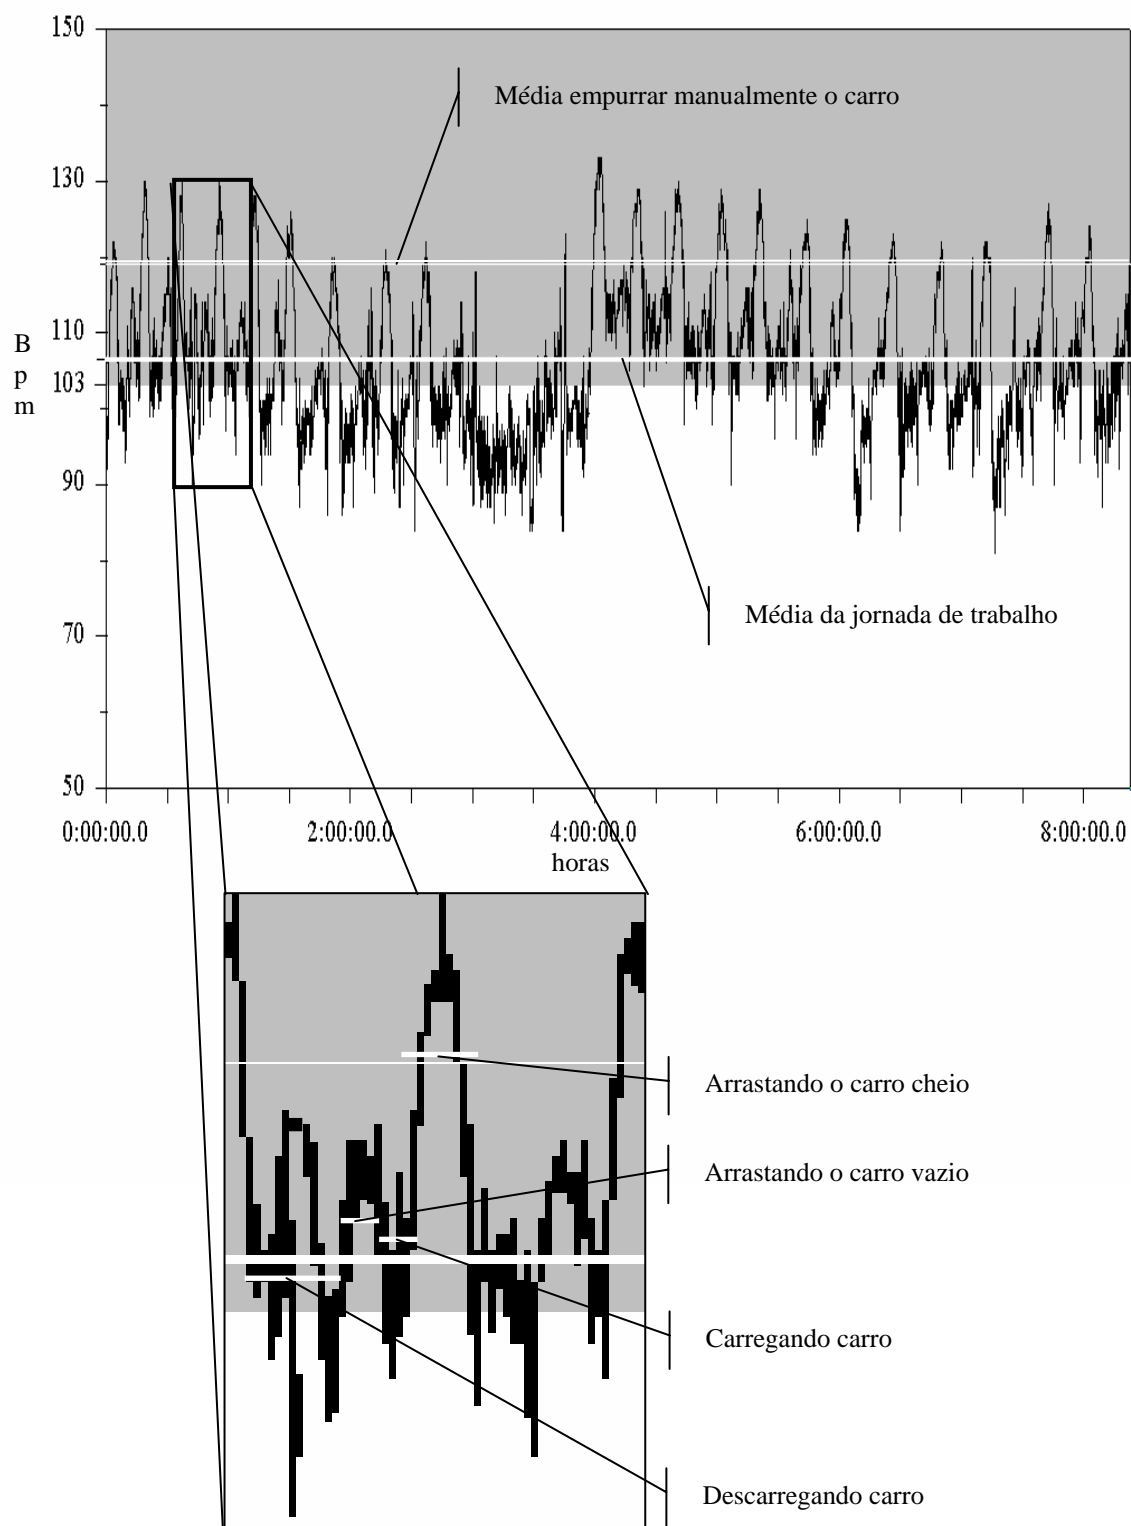 150
Média empurrar manualmente o carro
130
110
B
p
m
103
90
Média da jornada de trabalho
70
50
0:00:00.0 2:00:00.0 4:00:00.0 6:00:00.0 8:00:00.0
horas
Arrastando o carro cheio
Arrastando o carro vazio
Carregando carro
Descarregando carro